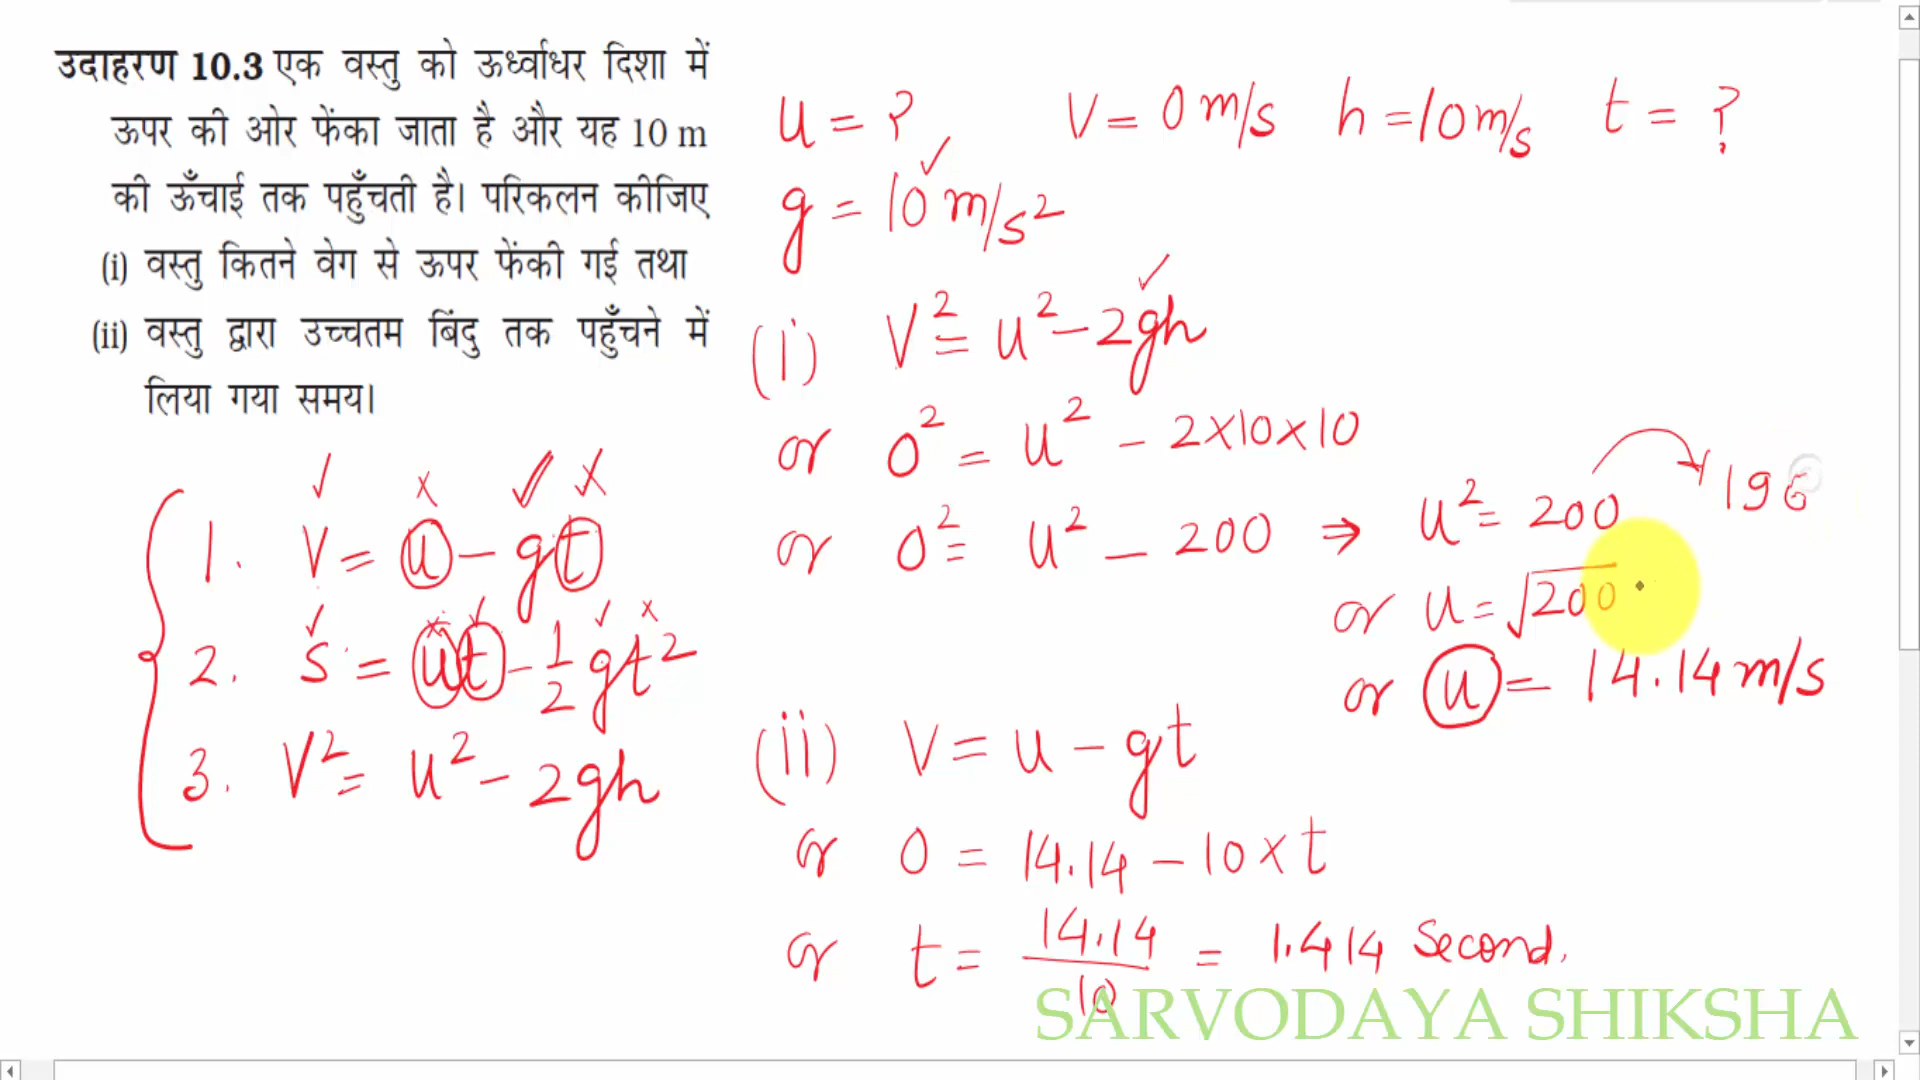 उदाहरण 10.3 एक वस्तु को ऊर्ध्वाधर दिशा में
ऊपर की ओर फेंका जाता है और यह 10 m
की ऊँचाई तक पहुँचती है। परिकलन कीजिए
(i) वस्तु कितने वेग से ऊपर फेंकी गई तथा
(ii) वस्तु द्वारा उच्चतम बिंदु तक पहुँचने में
लिया गया समय।
1. V = u - gt
2. S = ut - 1/2 gt²
3. V² = u² - 2gh
u = ? V = 0 m/s h = 10 m/s t = ?
g = 10 m/s²
(i) V² = u² - 2gh
or 0² = u² - 2×10×10
or 0² = u² - 200 ⇒ u² = 200 → 196
or u = √200
or u = 14.14 m/s
(ii) V = u - gt
or 0 = 14.14 - 10 × t
or t = 14.14/10 = 1.414 Second.
SARVODAYA SHIKSHA